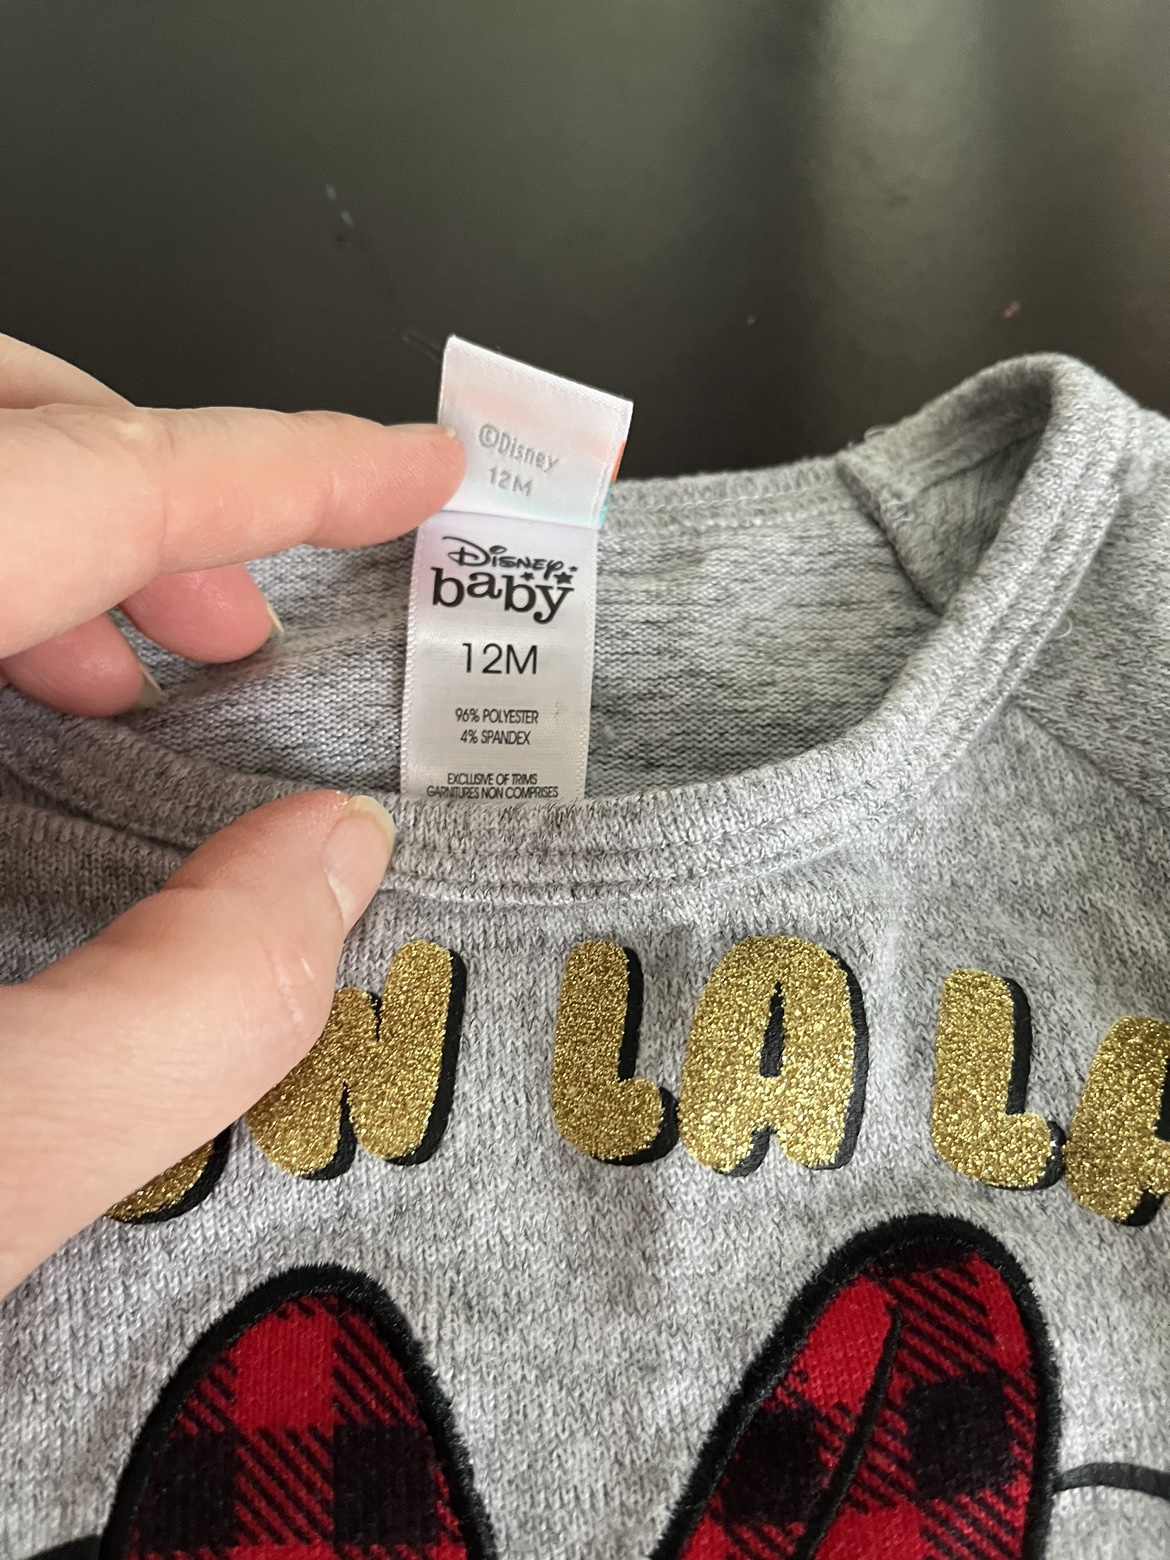 ©Disney
12M
Disney
baby
12M
96% POLYESTER
4% SPANDEX
EXCLUSIVE OF TRIMS
GARNITURES NON COMPRISES
LA LA